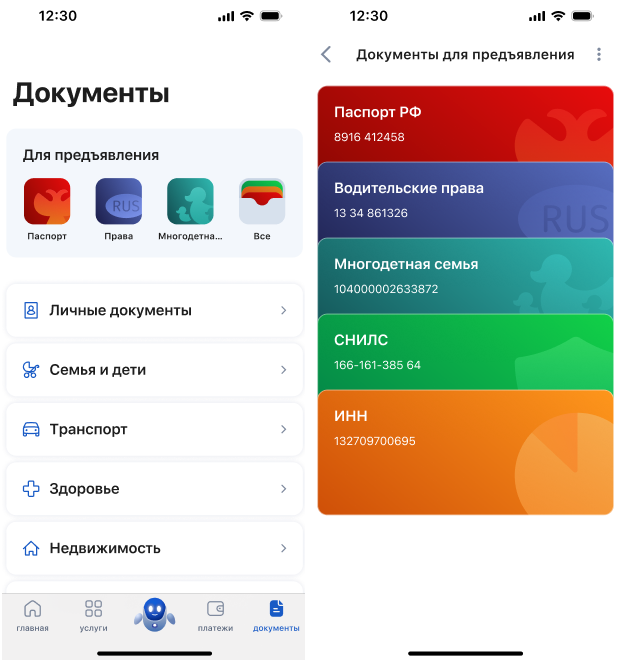 12:30
Документы
Для предъявления
Паспорт
Права
Многодетна...
Все
RUS
Личные документы
Семья и дети
Транспорт
Здоровье
Недвижимость
главная
услуги
платежи
документы
12:30
Документы для предъявления
Паспорт РФ
8916 412458
Водительские права
13 34 861326
RUS
Многодетная семья
104000002633872
СНИЛС
166-161-385 64
ИНН
132709700695